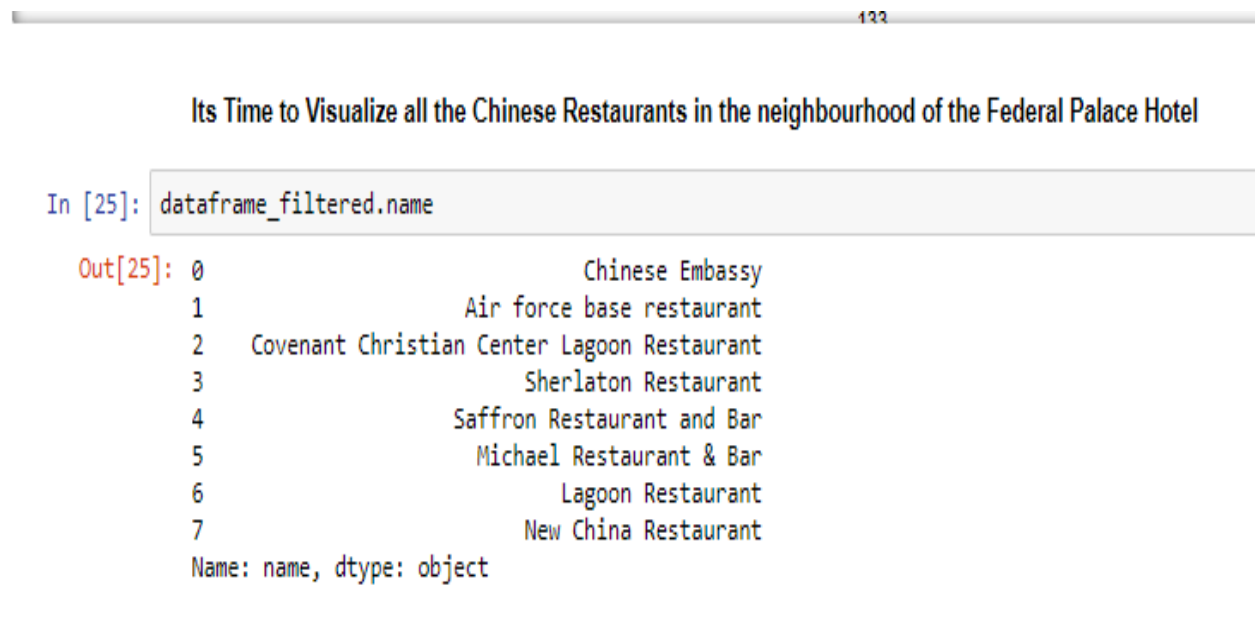 133
Its Time to Visualize all the Chinese Restaurants in the neighbourhood of the Federal Palace Hotel
In [25]: dataframe_filtered.name
Out[25]: 0 Chinese Embassy
1 Air force base restaurant
2 Covenant Christian Center Lagoon Restaurant
3 Sherlaton Restaurant
4 Saffron Restaurant and Bar
5 Michael Restaurant & Bar
6 Lagoon Restaurant
7 New China Restaurant
Name: name, dtype: object